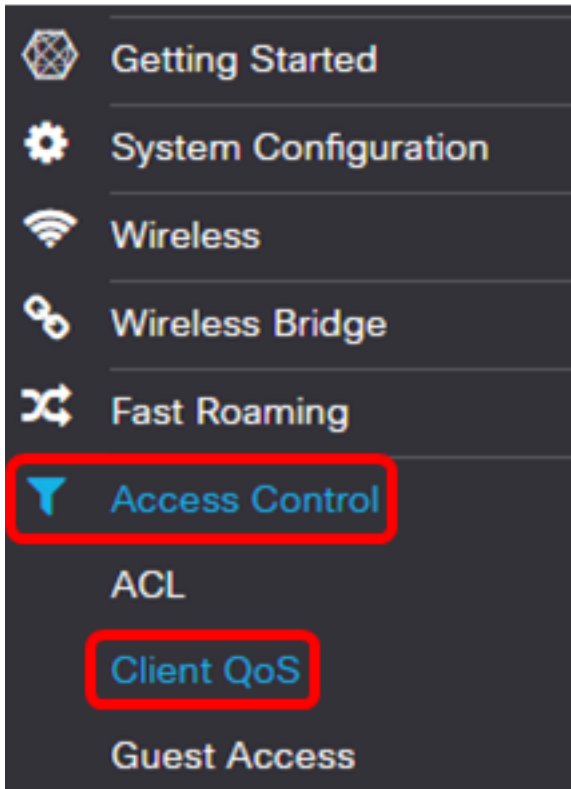 Getting Started
System Configuration
Wireless
Wireless Bridge
Fast Roaming
Access Control
ACL
Client QoS
Guest Access